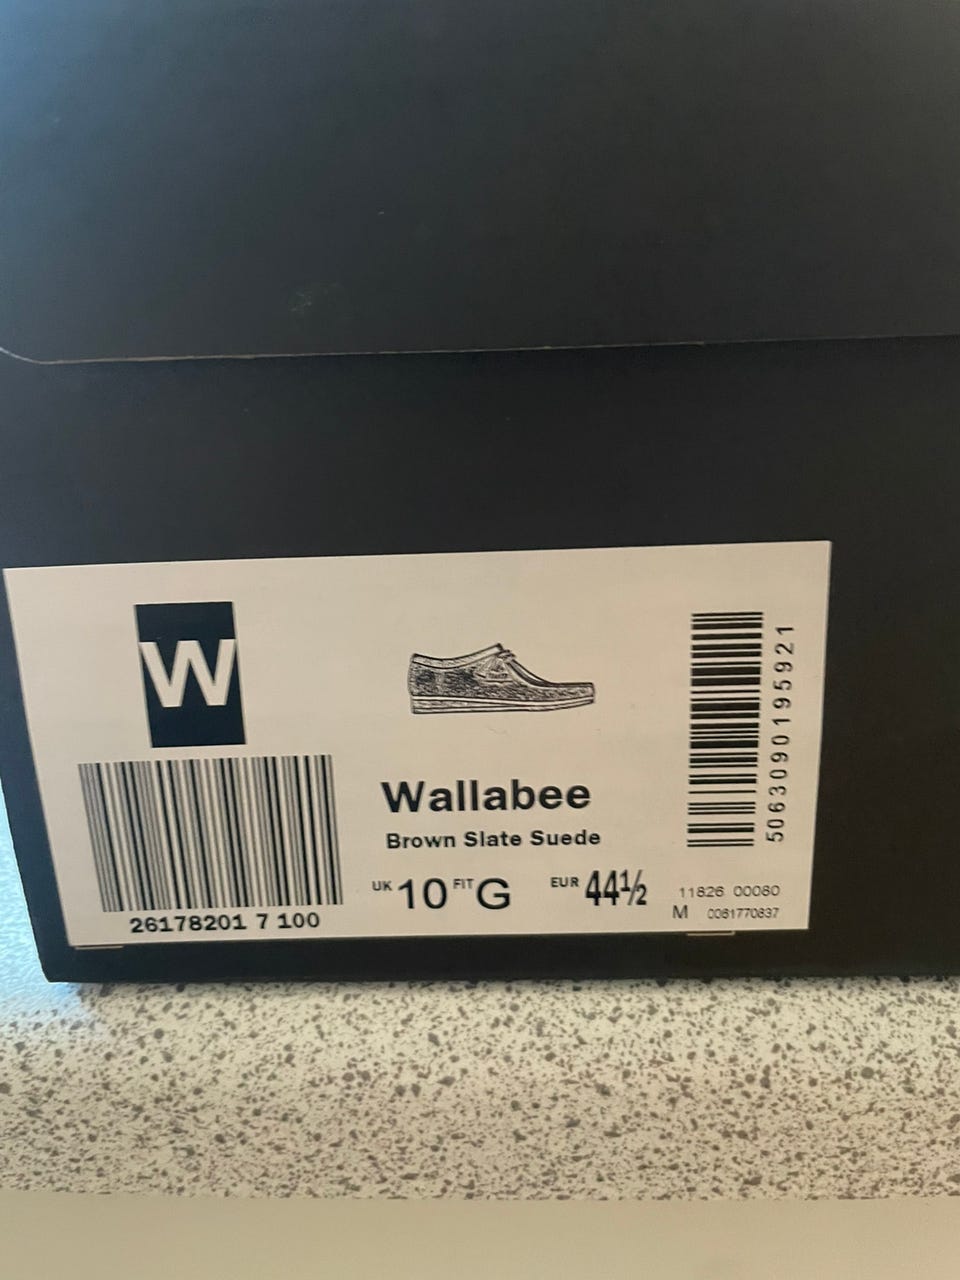 W
26178201 7 100
Wallabee
Brown Slate Suede
UK 10 FIT G EUR 44½
5063090195921
11826 00080
M 0061770837